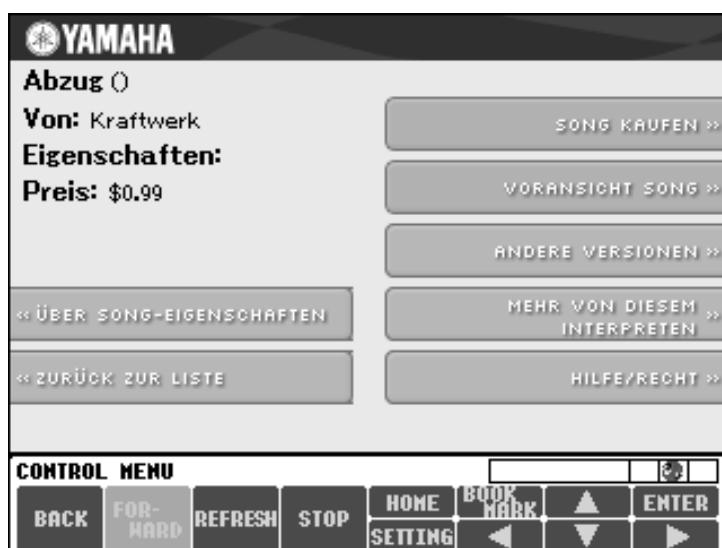 YAMAHA
Abzug ()
Von: Kraftwerk
Eigenschaften:
Preis: $0.99
SONG KAUFEN »
VORANSICHT SONG »
ANDERE VERSIONEN »
MEHR VON DIESEM »
INTERPRETEN
HILFE/RECHT »
« ÜBER SONG-EIGENSCHAFTEN
« ZURÜCK ZUR LISTE
CONTROL MENU
BACK
FOR-
WARD
REFRESH
STOP
HOME
SETTING
BOOK
MARK
ENTER